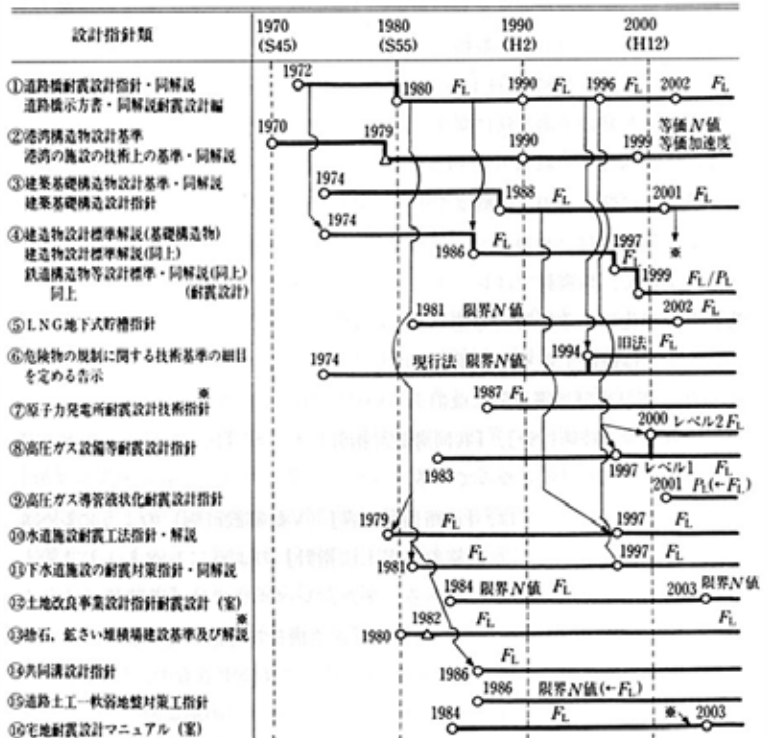 設計指針類
1970 1980 1990 2000
(S45) (S55) (H2) (H12)
①道路橋耐震設計指針・同解説
道路橋示方書・同解説耐震設計編
1972 1980 FL 1990 FL 1996 FL 2002 FL
②港湾構造物設計基準
港湾の施設の技術上の基準・同解説
1970 1979 1990 1999 等価N値
等価加速度
③建築基礎構造物設計基準・同解説
建築基礎構造設計指針
1974 1988 FL 2001 FL
※
④建造物設計標準解説(基礎構造物)
建造物設計標準解説(同上)
鉄道構造物等設計標準・同解説(同上)
同上 (耐震設計)
1974 1986 FL 1997 FL 1999 FL/PL
⑤LNG地下式貯槽指針
1981 限界N値 2002 FL
⑥危険物の規制に関する技術基準の細目
を定める告示
1974 現行法 限界N値 1994 旧法 FL
※
⑦原子力発電所耐震設計技術指針
1987 FL
⑧高圧ガス設備等耐震設計指針
1983 2000 レベル2FL
1997 レベル1 FL
⑨高圧ガス導管液状化耐震設計指針
2001 PL(←FL)
⑩水道施設耐震工法指針・解説
1979 FL 1997 FL
⑪下水道施設の耐震対策指針・同解説
1981 FL 1997 FL
⑫土地改良事業設計指針耐震設計(案)
1984 限界N値 FL 2003 限界N値
※
⑬捨石,鉱さい堆積場建設基準及び解説
1980 1982 FL FL
⑭共同溝設計指針
1986 FL
⑮道路土工―軟弱地盤対策工指針
1986 限界N値(←FL)
⑯宅地耐震設計マニュアル(案)
1984 FL ※ 2003